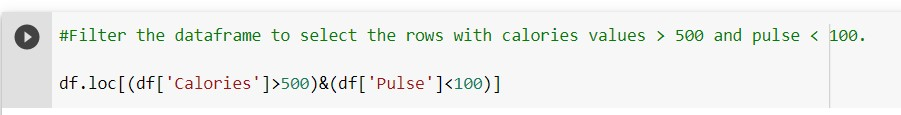 #Filter the dataframe to select the rows with calories values > 500 and pulse < 100.
df.loc[(df['Calories']>500)&(df['Pulse']<100)]